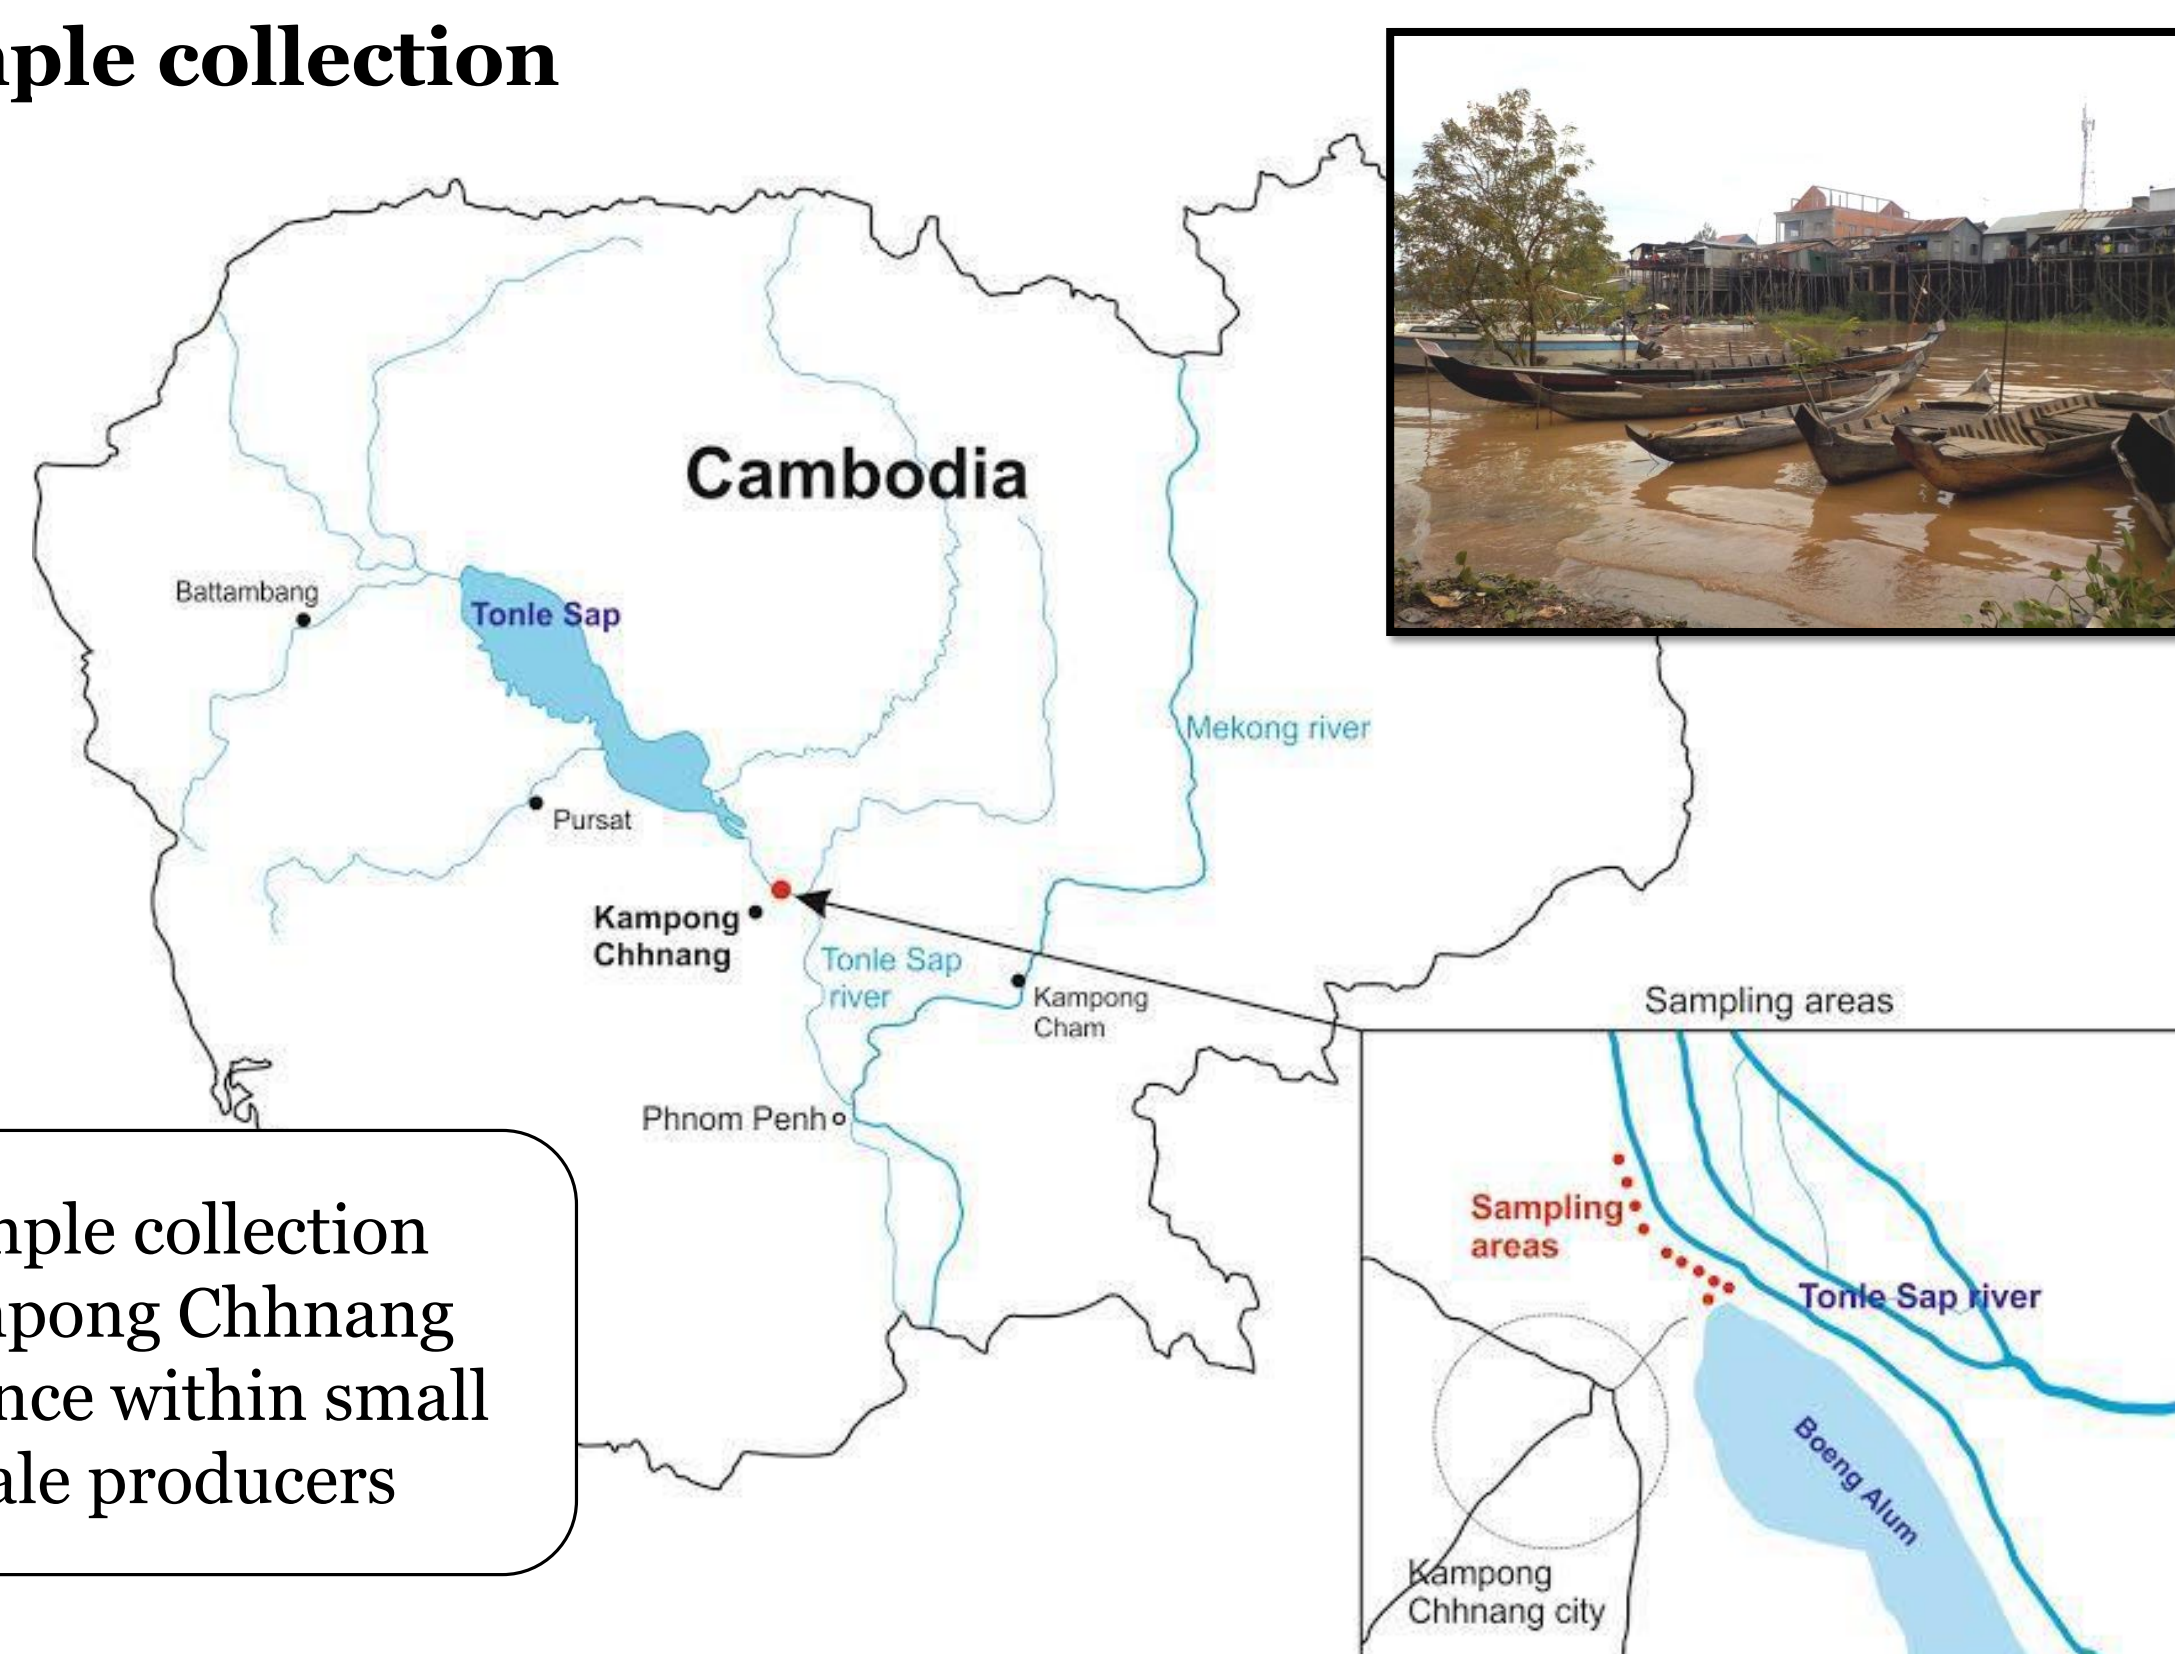 ple collection
Cambodia
Battambang
Tonle Sap
Mekong river
Pursat
Kampong
Chhnang
Tonle Sap
river
Kampong
Cham
Phnom Penh
Sampling areas
Sampling
areas
Tonle Sap river
Boeng Alum
Kampong
Chhnang city
ple collection
pong Chhnang
nce within small
ale producers